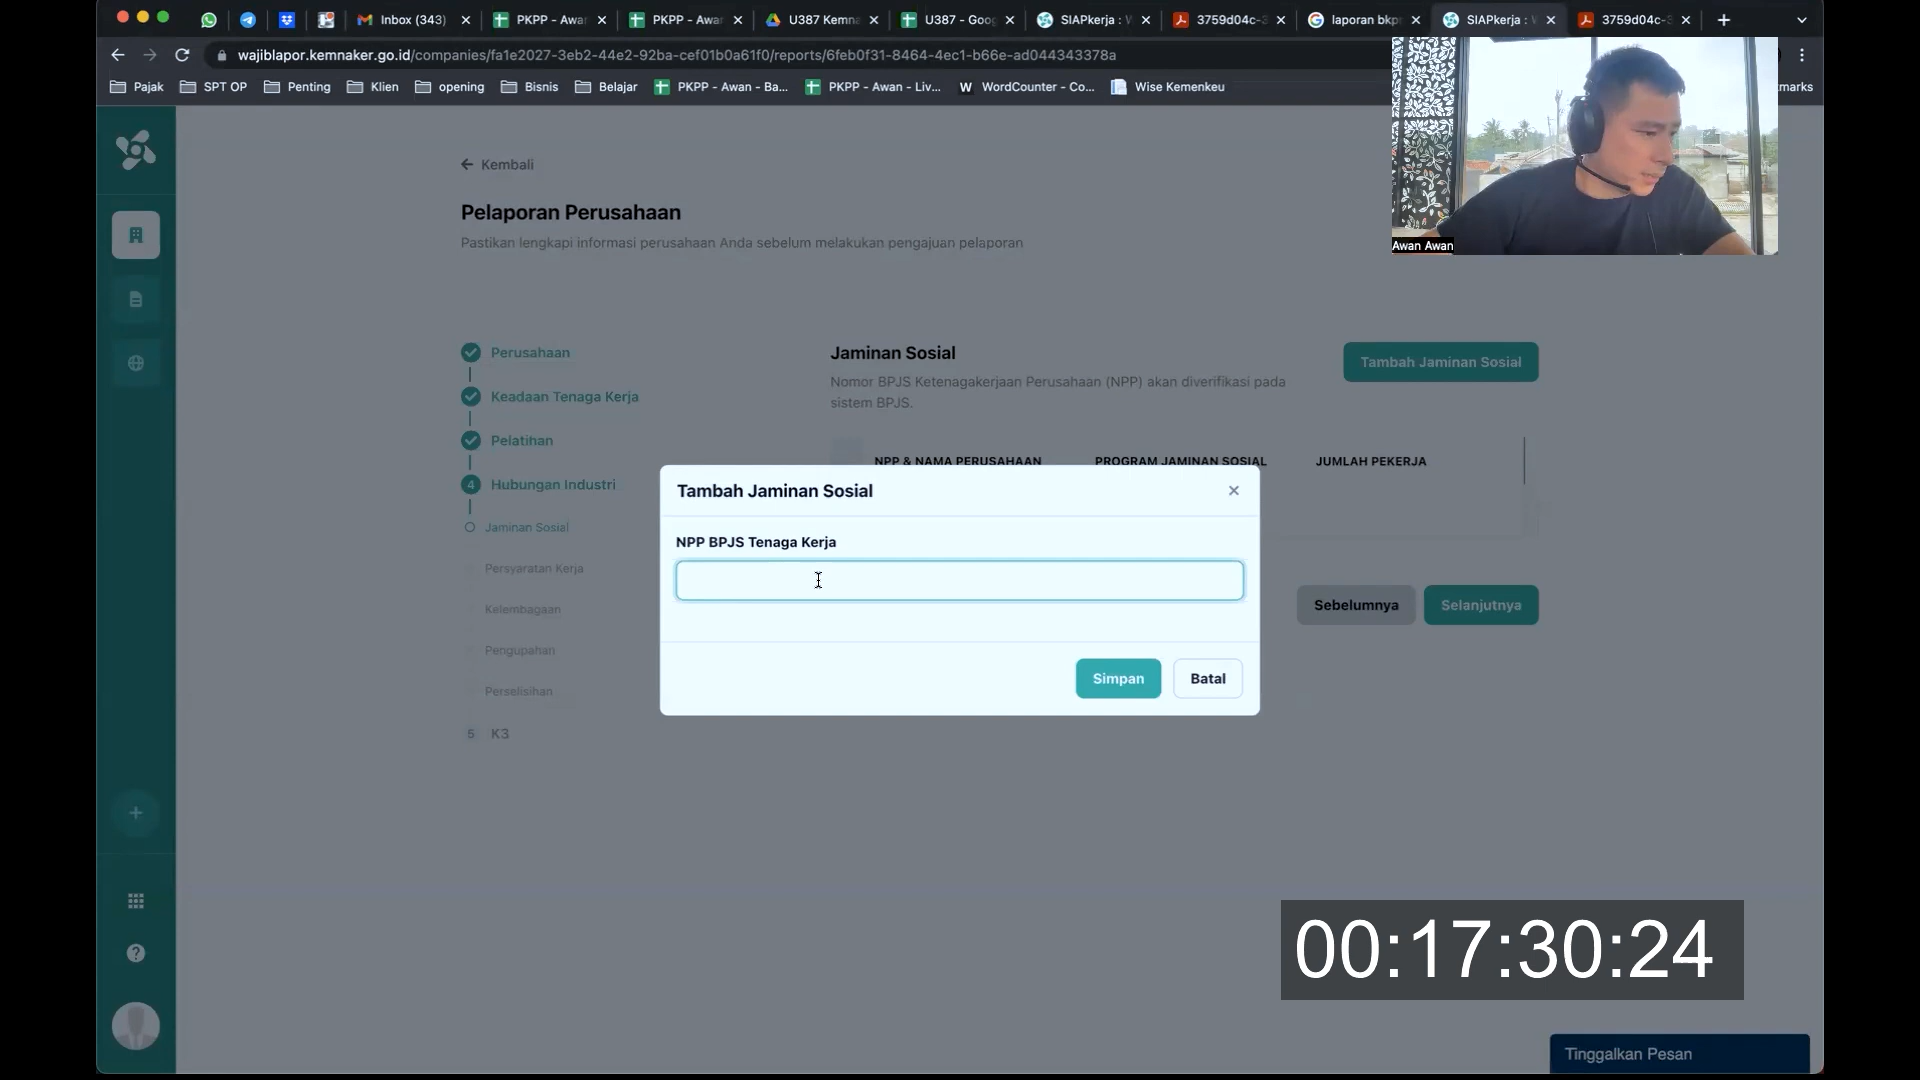 Inbox (343)
PKPP - Awa
PKPP - Awa
U387 Kemn
U387 - Goo
SIAPkerja :
3759d04c-3
laporan bkp
SIAPkerja :
3759d04c-3
wajiblapor.kemnaker.go.id/companies/fa1e2027-3eb2-44e2-92ba-cef01b0a61f0/reports/6feb0f31-8464-4ec1-b66e-ad044343378a
Pajak
SPT OP
Penting
Klien
opening
Bisnis
Belajar
PKPP - Awan - Ba...
PKPP - Awan - Liv...
W
WordCounter - Co...
Wise Kemenkeu
marks
Awan Awan
Kembali
Pelaporan Perusahaan
Pastikan lengkapi informasi perusahaan Anda sebelum melakukan pengajuan pelaporan
Perusahaan
Keadaan Tenaga Kerja
Pelatihan
4 Hubungan Industri
Jaminan Sosial
Persyaratan Kerja
Kelembagaan
Pengupahan
Perselisihan
5 K3
Jaminan Sosial
Tambah Jaminan Sosial
Nomor BPJS Ketenagakerjaan Perusahaan (NPP) akan diverifikasi pada
sistem BPJS.
NPP & NAMA PERUSAHAAN
PROGRAM JAMINAN SOSIAL
JUMLAH PEKERJA
Tambah Jaminan Sosial
NPP BPJS Tenaga Kerja
Simpan
Batal
Sebelumnya
Selanjutnya
00:17:30:24
Tinggalkan Pesan